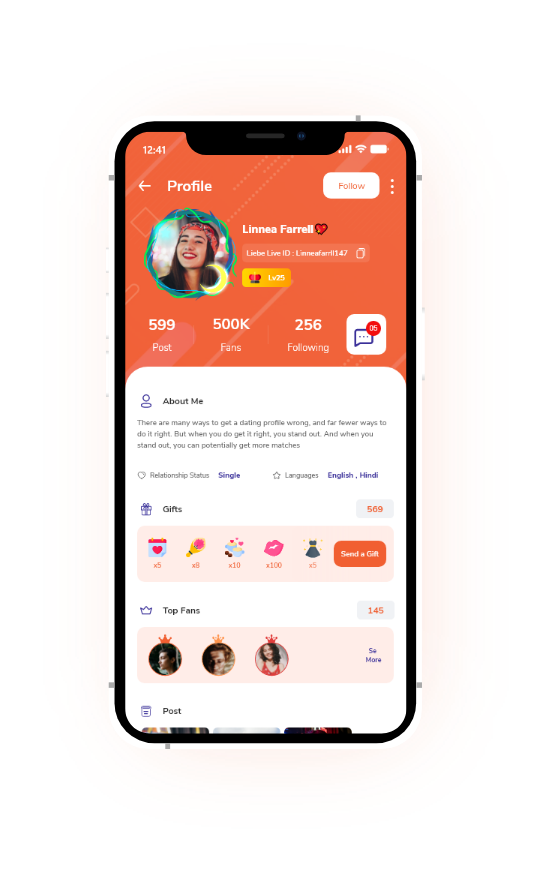 12:41
Profile
Follow
Linnea Farrell
Liebe Live ID : Linneafarrll147
Lv25
599
500K
256
05
Post
Fans
Following
About Me
There are many ways to get a dating profile wrong, and far fewer ways to
do it right. But when you do get it right, you stand out. And when you
stand out, you can potentially get more matches
Relationship Status Single
Languages English , Hindi
Gifts
569
x5
x8
x10
x100
x5
Send a Gift
Top Fans
145
Se
More
Post